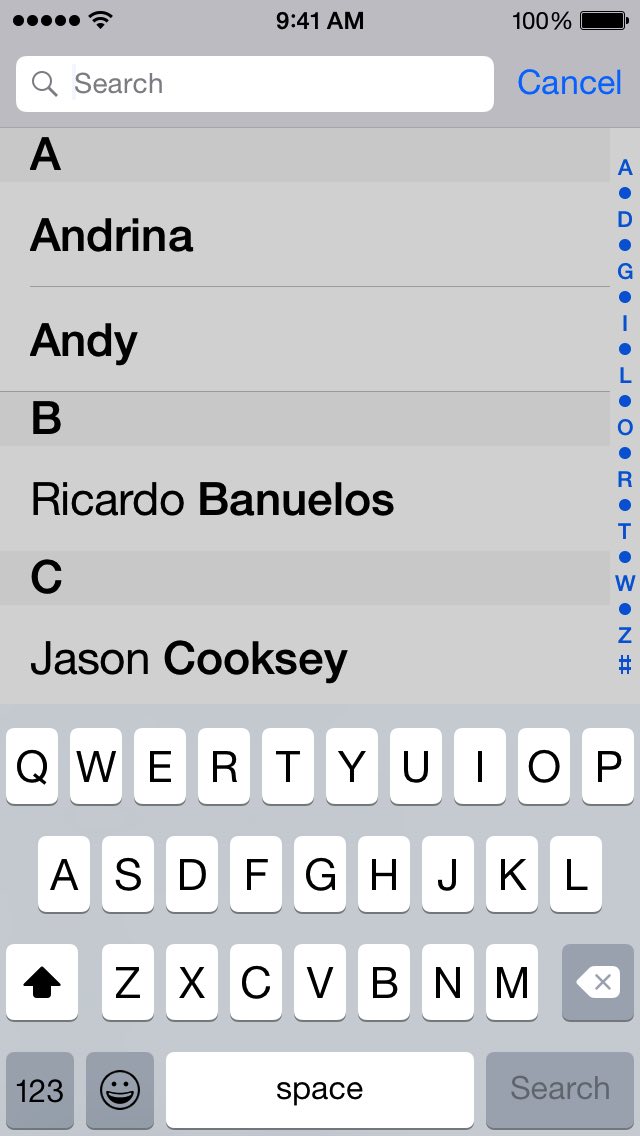 9:41 AM 100%
Search Cancel
A
Andrina
Andy
B
Ricardo Banuelos
C
Jason Cooksey
A
D
G
I
L
O
R
T
W
Z
#
Q W E R T Y U I O P
A S D F G H J K L
Z X C V B N M
123 space Search